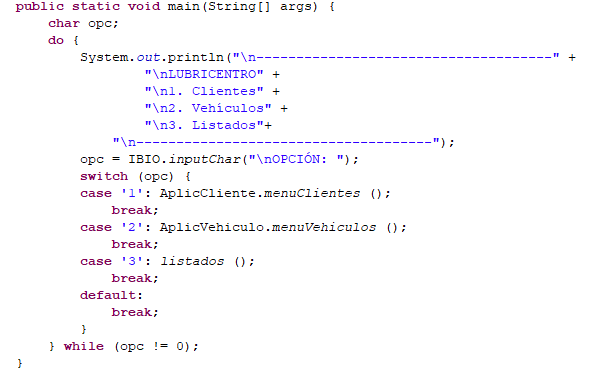 public static void main(String[] args) {
    char opc;
    do {
        System.out.println("\n-------------------------------------" +
                "\nLUBRICENTRO" +
                "\n1. Clientes" +
                "\n2. Vehículos" +
                "\n3. Listados"+
            "\n-------------------------------------");
        opc = IBIO.inputChar("\nOPCIÓN: ");
        switch (opc) {
        case '1': AplicCliente.menuClientes ();
            break;
        case '2': AplicVehiculo.menuVehiculos ();
            break;
        case '3': listados ();
            break;
        default:
            break;
        }
    } while (opc != 0);
}